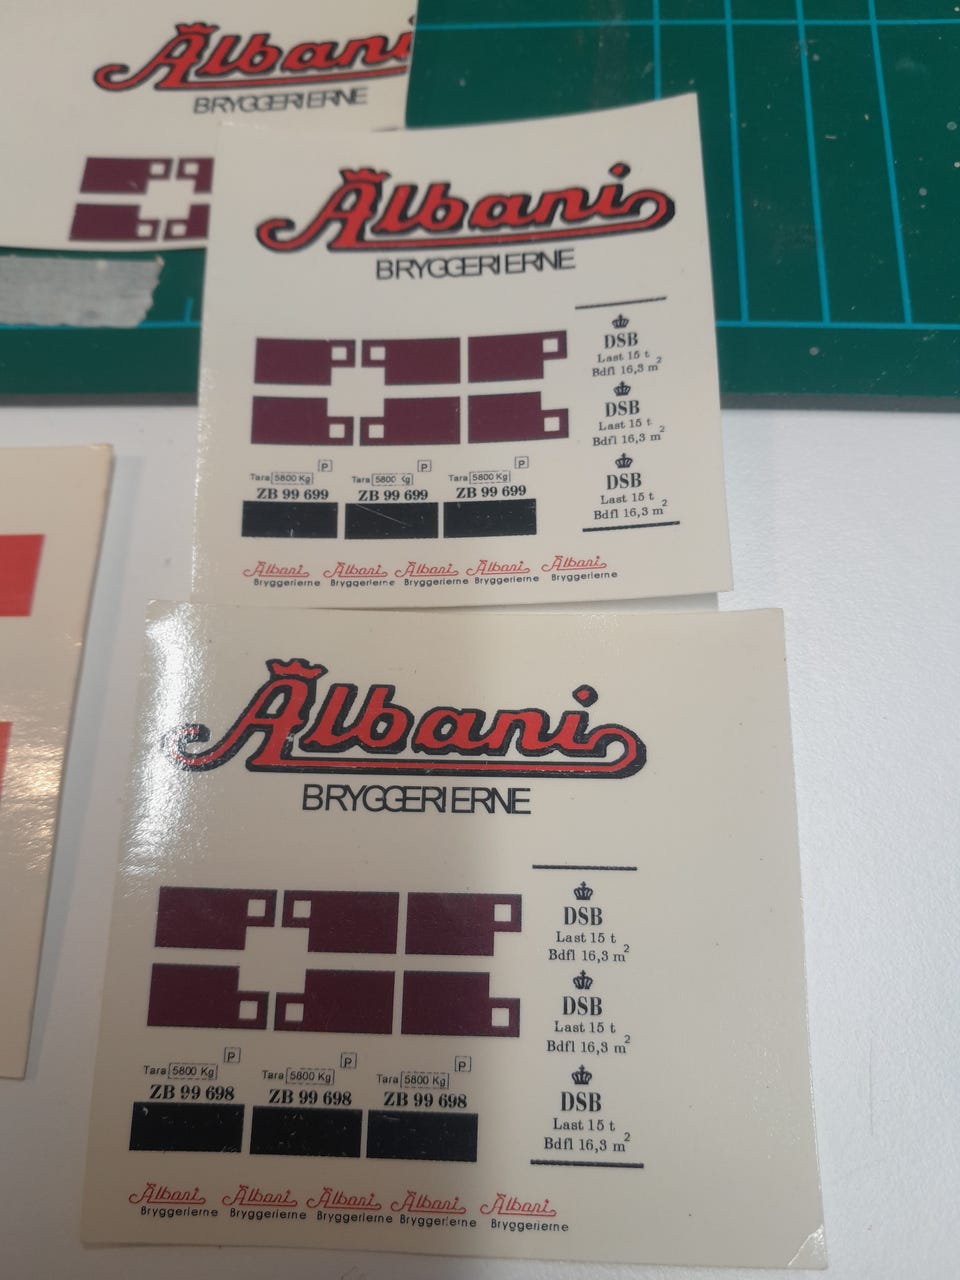 Albani
BRYGGERIERNE
Albani
BRYGGERIERNE
DSB
Last 15 t
Bdfl 16,3 m2
DSB
Last 15 t
Bdfl 16,3 m2
DSB
Last 15 t
Bdfl 16,3 m2
P P P
Tara 5800 Kg Tara 5800 Kg Tara 5800 Kg
ZB 99 699 ZB 99 699 ZB 99 699
Albani Albani Albani Albani Albani
Bryggerierne Bryggerierne Bryggerierne Bryggerierne Bryggerierne
Albani
BRYGGERIERNE
DSB
Last 15 t
Bdfl 16,3 m2
DSB
Last 15 t
Bdfl 16,3 m2
DSB
Last 15 t
Bdfl 16,3 m2
P P P
Tara 5800 Kg Tara 5800 Kg Tara 5800 Kg
ZB 99 698 ZB 99 698 ZB 99 698
Albani Albani Albani Albani Albani
Bryggerierne Bryggerierne Bryggerierne Bryggerierne Bryggerierne